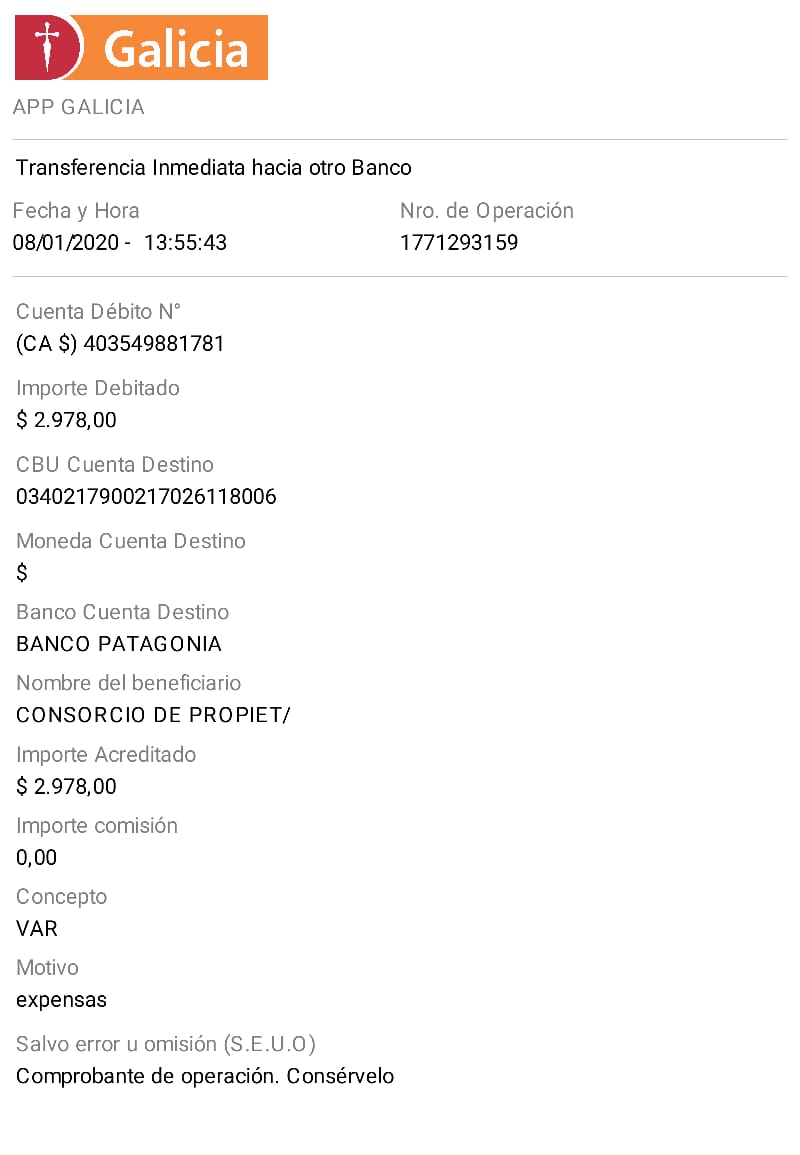 Galicia
APP GALICIA
Transferencia Inmediata hacia otro Banco
Fecha y Hora Nro. de Operación
08/01/2020 - 13:55:43 1771293159
Cuenta Débito N°
(CA $) 403549881781
Importe Debitado
$ 2.978,00
CBU Cuenta Destino
0340217900217026118006
Moneda Cuenta Destino
$
Banco Cuenta Destino
BANCO PATAGONIA
Nombre del beneficiario
CONSORCIO DE PROPIET/
Importe Acreditado
$ 2.978,00
Importe comisión
0,00
Concepto
VAR
Motivo
expensas
Salvo error u omisión (S.E.U.O)
Comprobante de operación. Consérvelo